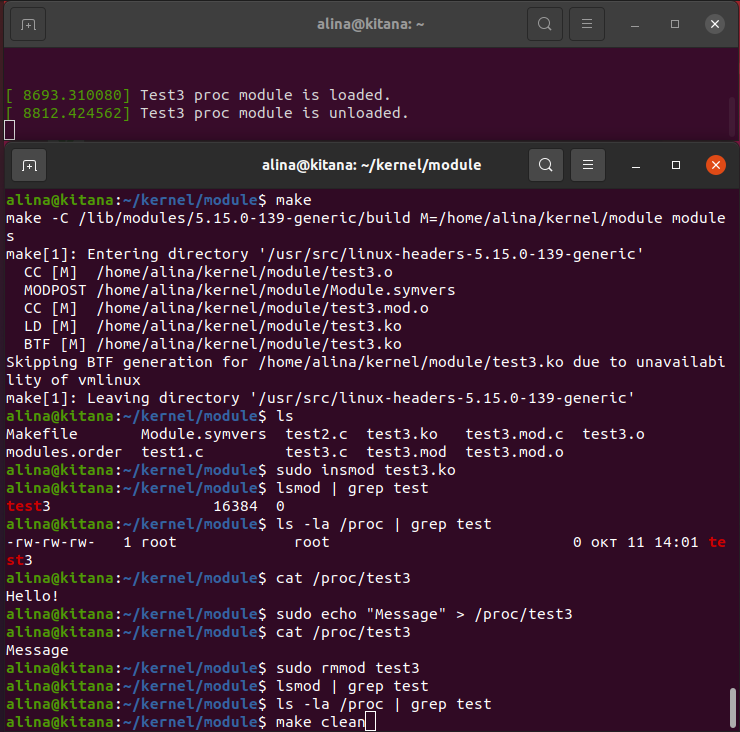 alina@kitana: ~
[ 8693.310080] Test3 proc module is loaded.
[ 8812.424562] Test3 proc module is unloaded.
alina@kitana: ~/kernel/module
alina@kitana:~/kernel/module$ make
make -C /lib/modules/5.15.0-139-generic/build M=/home/alina/kernel/module module
s
make[1]: Entering directory '/usr/src/linux-headers-5.15.0-139-generic'
  CC [M]  /home/alina/kernel/module/test3.o
  MODPOST /home/alina/kernel/module/Module.symvers
  CC [M]  /home/alina/kernel/module/test3.mod.o
  LD [M]  /home/alina/kernel/module/test3.ko
  BTF [M] /home/alina/kernel/module/test3.ko
Skipping BTF generation for /home/alina/kernel/module/test3.ko due to unavailabi
lity of vmlinux
make[1]: Leaving directory '/usr/src/linux-headers-5.15.0-139-generic'
alina@kitana:~/kernel/module$ ls
Makefile       Module.symvers  test2.c  test3.ko   test3.mod.c  test3.o
modules.order  test1.c         test3.c  test3.mod  test3.mod.o
alina@kitana:~/kernel/module$ sudo insmod test3.ko
alina@kitana:~/kernel/module$ lsmod | grep test
test3                  16384  0
alina@kitana:~/kernel/module$ ls -la /proc | grep test
-rw-rw-rw-   1 root             root                           0 окт 11 14:01 te
st3
alina@kitana:~/kernel/module$ cat /proc/test3
Hello!
alina@kitana:~/kernel/module$ sudo echo "Message" > /proc/test3
alina@kitana:~/kernel/module$ cat /proc/test3
Message
alina@kitana:~/kernel/module$ sudo rmmod test3
alina@kitana:~/kernel/module$ lsmod | grep test
alina@kitana:~/kernel/module$ ls -la /proc | grep test
alina@kitana:~/kernel/module$ make clean